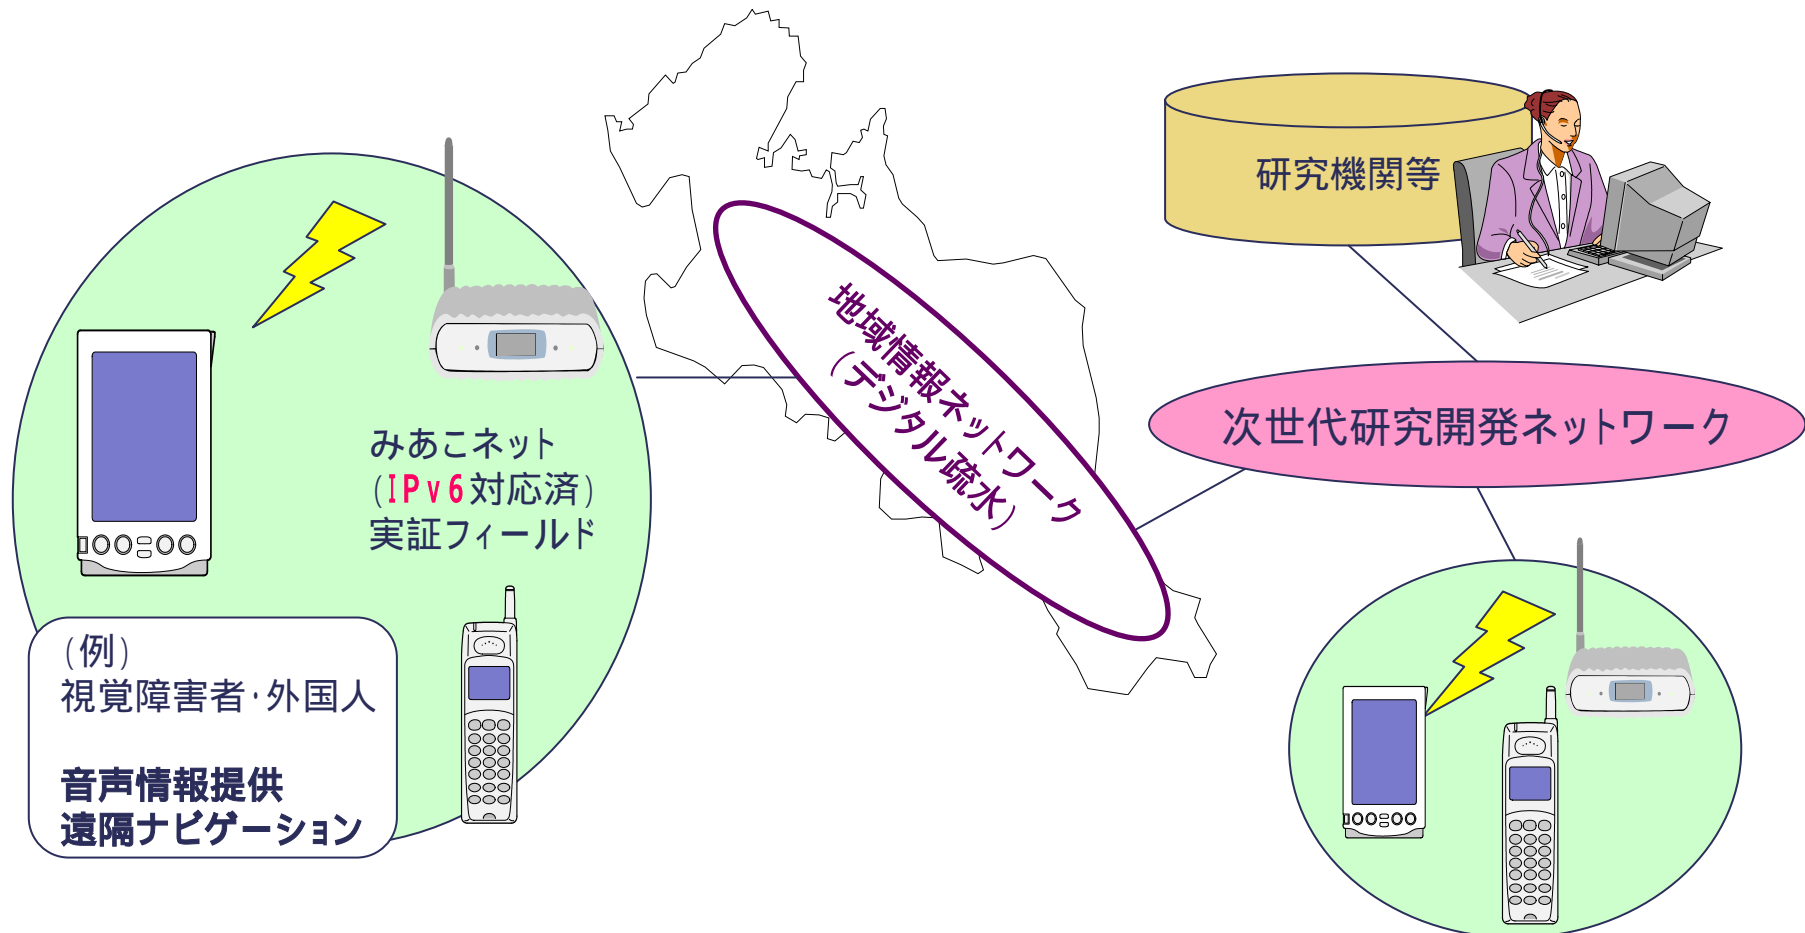 研究機関等
地域情報ネットワーク
(デジタル疏水)
次世代研究開発ネットワーク
みあこネット
(IPv6対応済)
実証フィールド
(例)
視覚障害者・外国人
音声情報提供
遠隔ナビゲーション